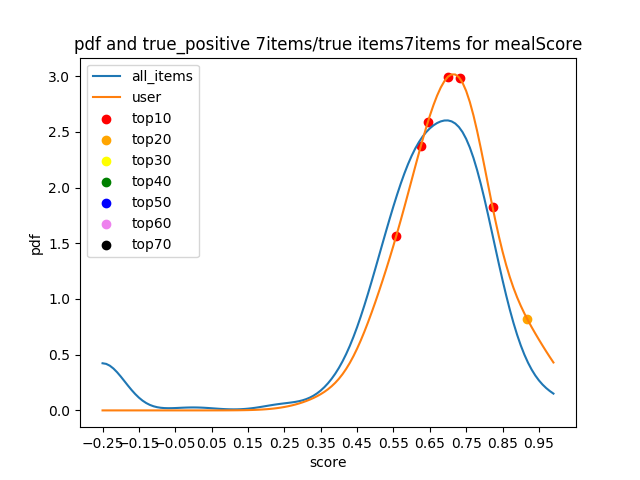 pdf and true_positive 7items/true items7items for mealScore
all_items
user
top10
top20
top30
top40
top50
top60
top70
pdf
3.0
2.5
2.0
1.5
1.0
0.5
0.0
−0.25−0.15−0.05 0.05 0.15 0.25 0.35 0.45 0.55 0.65 0.75 0.85 0.95
score